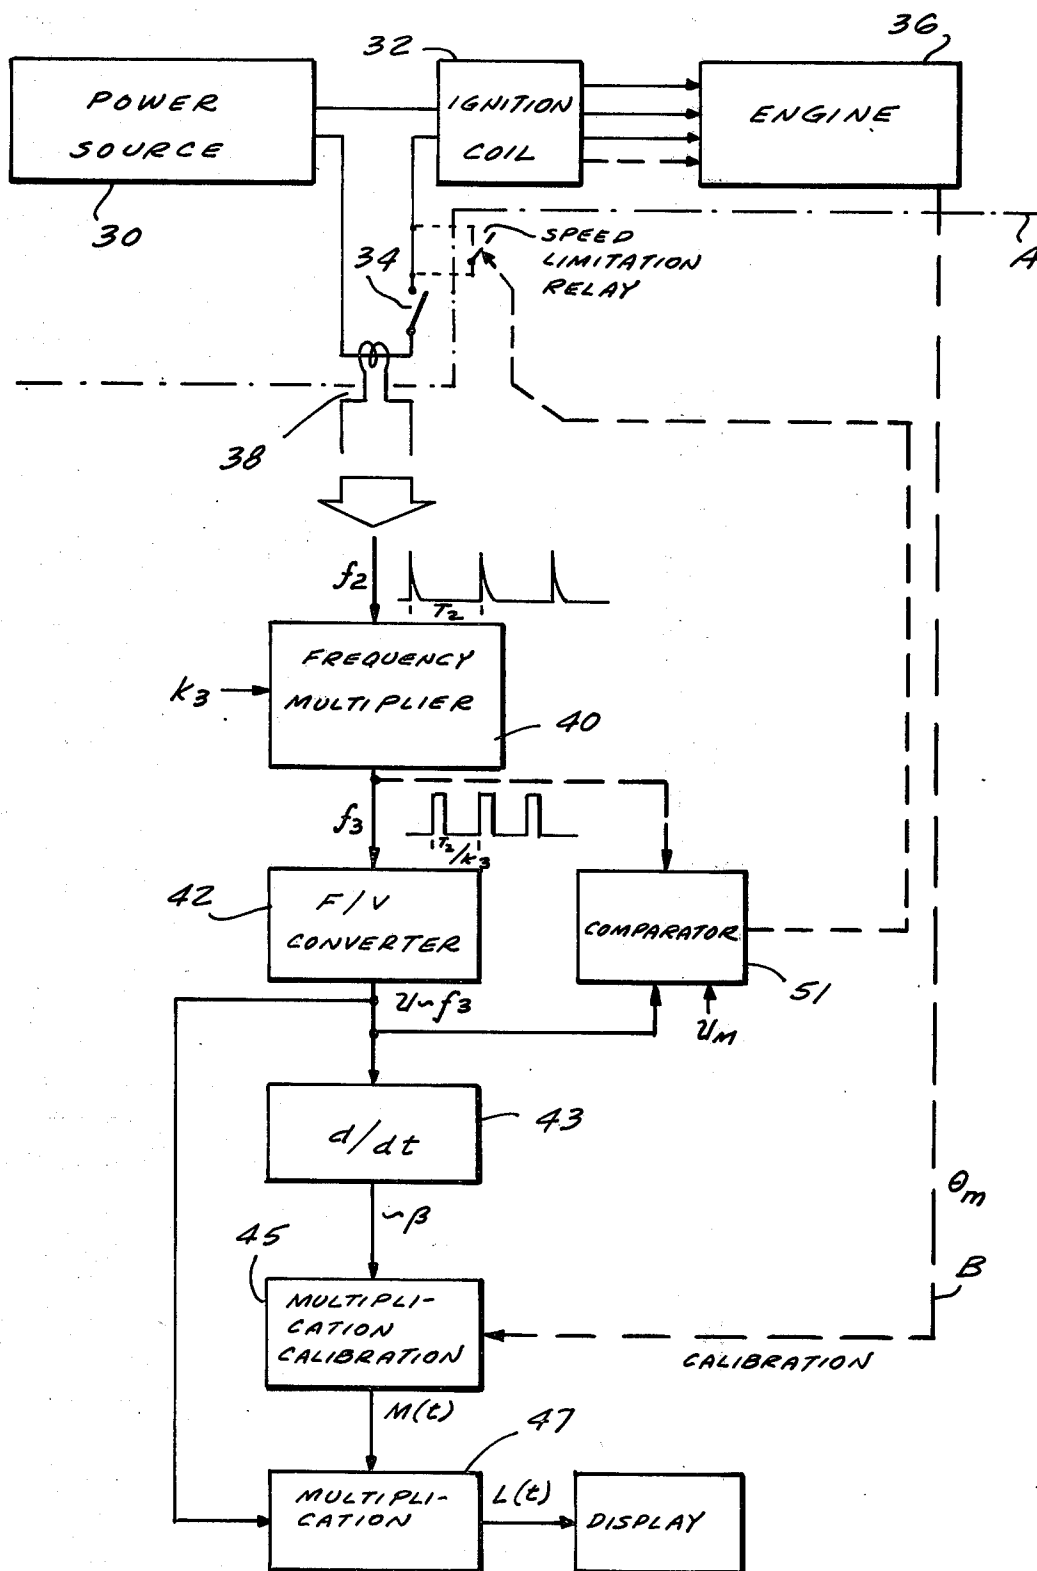 32
36
POWER
SOURCE
IGNITION
COIL
ENGINE
30
34
SPEED
LIMITATION
RELAY
A
38
f2
T2
K3
FREQUENCY
MULTIPLIER
40
f3
T2/K3
42
F/V
CONVERTER
COMPARATOR
51
U~f3
UM
d/dt
43
~β
θm
45
B
MULTIPLI-
CATION
CALIBRATION
CALIBRATION
M(t)
47
MULTIPLI-
CATION
L(t)
DISPLAY